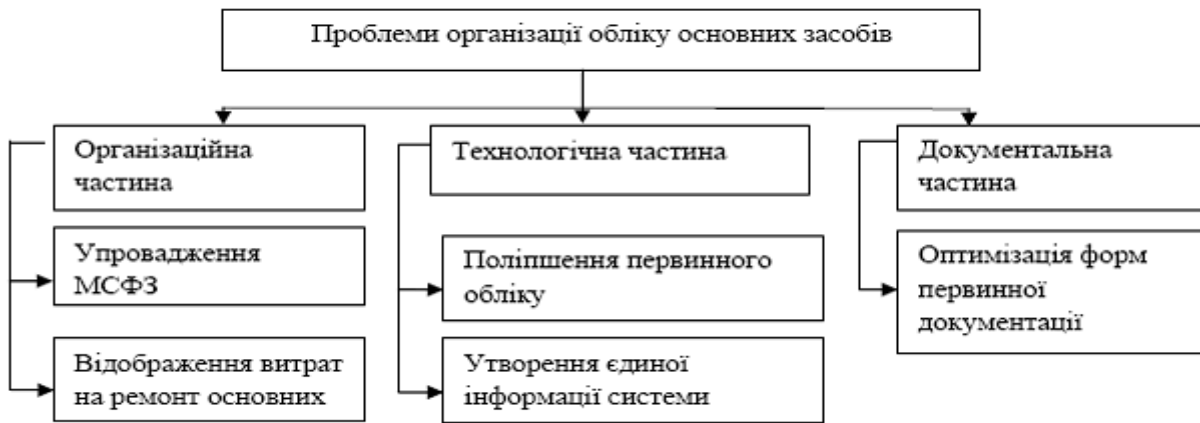 Проблеми організації обліку основних засобів
Організаційна
частина
Упровадження
МСФЗ
Відображення витрат
на ремонт основних
Технологічна частина
Поліпшення первинного
обліку
Утворення єдиної
інформації системи
Документальна
частина
Оптимізація форм
первинної
документації